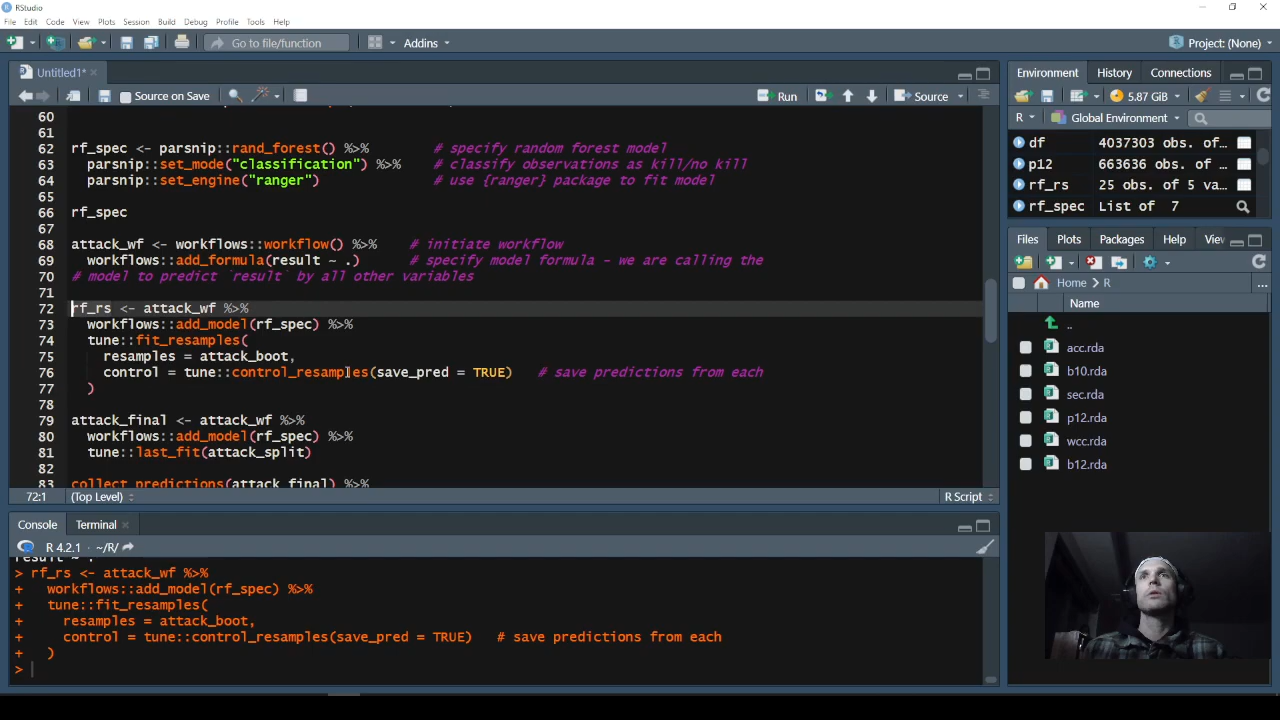 RStudio
File Edit Code View Plots Session Build Debug Profile Tools Help
Go to file/function Addins Project: (None)
Untitled1*
Source on Save Run Source
60
61
62 rf_spec <- parsnip::rand_forest() %>% # specify random forest model
63 parsnip::set_mode("classification") %>% # classify observations as kill/no kill
64 parsnip::set_engine("ranger") # use {ranger} package to fit model
65
66 rf_spec
67
68 attack_wf <- workflows::workflow() %>% # initiate workflow
69 workflows::add_formula(result ~ .) # specify model formula - we are calling the
70 # model to predict `result` by all other variables
71
72 rf_rs <- attack_wf %>%
73 workflows::add_model(rf_spec) %>%
74 tune::fit_resamples(
75 resamples = attack_boot,
76 control = tune::control_resamples(save_pred = TRUE) # save predictions from each
77 )
78
79 attack_final <- attack_wf %>%
80 workflows::add_model(rf_spec) %>%
81 tune::last_fit(attack_split)
82
83 collect_predictions(attack_final) %>%
72:1 (Top Level) R Script
Console Terminal
R 4.2.1 · ~/R/
result ~ .
> rf_rs <- attack_wf %>%
+ workflows::add_model(rf_spec) %>%
+ tune::fit_resamples(
+ resamples = attack_boot,
+ control = tune::control_resamples(save_pred = TRUE) # save predictions from each
+ )
>
Environment History Connections
5.87 GiB
R Global Environment
df 4037303 obs. of…
p12 663636 obs. of…
rf_rs 25 obs. of 5 va…
rf_spec List of 7
Files Plots Packages Help Viev
Home R ...
Name
..
acc.rda
b10.rda
sec.rda
p12.rda
wcc.rda
b12.rda